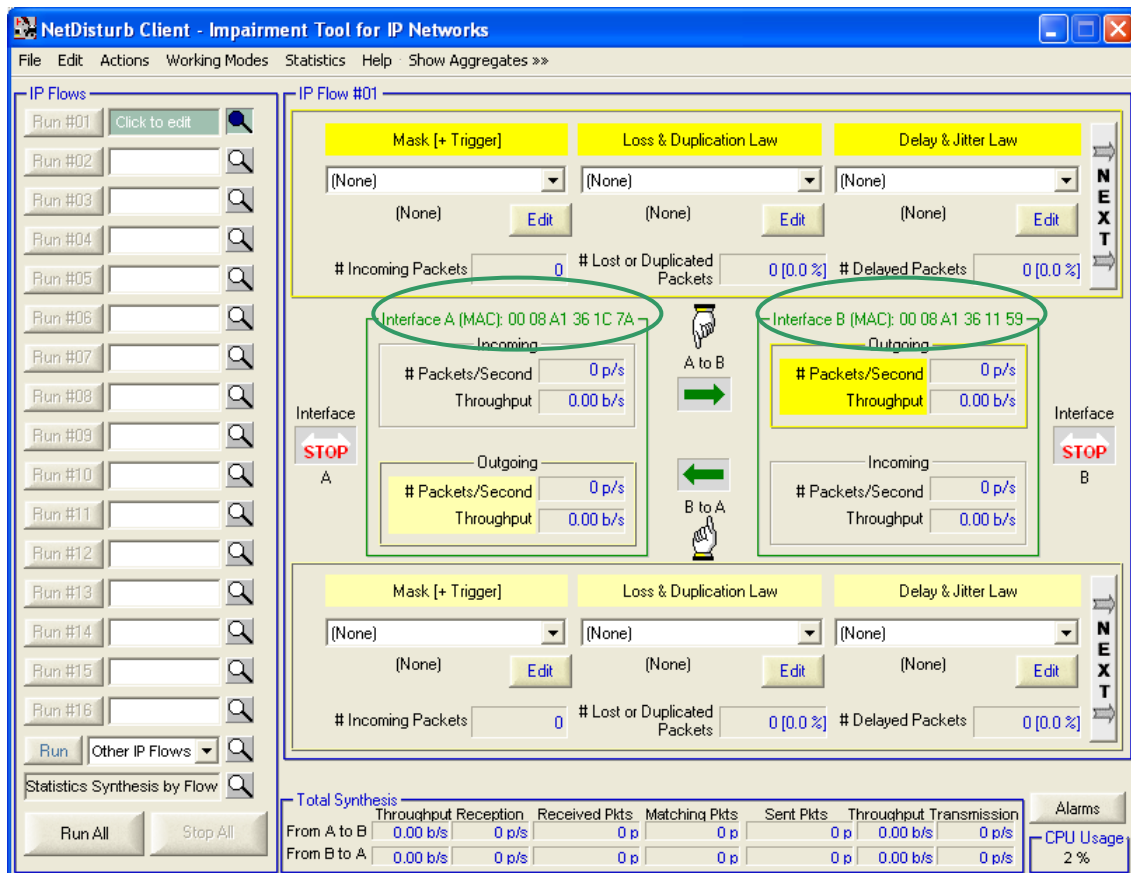 NetDisturb Client - Impairment Tool for IP Networks
File Edit Actions Working Modes Statistics Help Show Aggregates »»
IP Flows
Run #01 Click to edit
Run #02
Run #03
Run #04
Run #05
Run #06
Run #07
Run #08
Run #09
Run #10
Run #11
Run #12
Run #13
Run #14
Run #15
Run #16
Run Other IP Flows
Statistics Synthesis by Flow
Run All Stop All
IP Flow #01
Mask [+ Trigger] Loss & Duplication Law Delay & Jitter Law
(None) (None) (None)
(None) Edit (None) Edit (None) Edit
# Incoming Packets 0 # Lost or Duplicated Packets 0 [0.0 %] # Delayed Packets 0 [0.0 %]
NEXT
Interface A (MAC): 00 08 A1 36 1C 7A
Incoming
# Packets/Second 0 p/s
Throughput 0.00 b/s
Outgoing
# Packets/Second 0 p/s
Throughput 0.00 b/s
Interface
STOP
A
A to B
B to A
Interface B (MAC): 00 08 A1 36 11 59
Outgoing
# Packets/Second 0 p/s
Throughput 0.00 b/s
Incoming
# Packets/Second 0 p/s
Throughput 0.00 b/s
Interface
STOP
B
Mask [+ Trigger] Loss & Duplication Law Delay & Jitter Law
(None) (None) (None)
(None) Edit (None) Edit (None) Edit
# Incoming Packets 0 # Lost or Duplicated Packets 0 [0.0 %] # Delayed Packets 0 [0.0 %]
NEXT
Total Synthesis
Throughput Reception Received Pkts Matching Pkts Sent Pkts Throughput Transmission
From A to B 0.00 b/s 0 p/s 0 p 0 p 0 p 0.00 b/s 0 p/s
From B to A 0.00 b/s 0 p/s 0 p 0 p 0 p 0.00 b/s 0 p/s
Alarms
CPU Usage
2 %